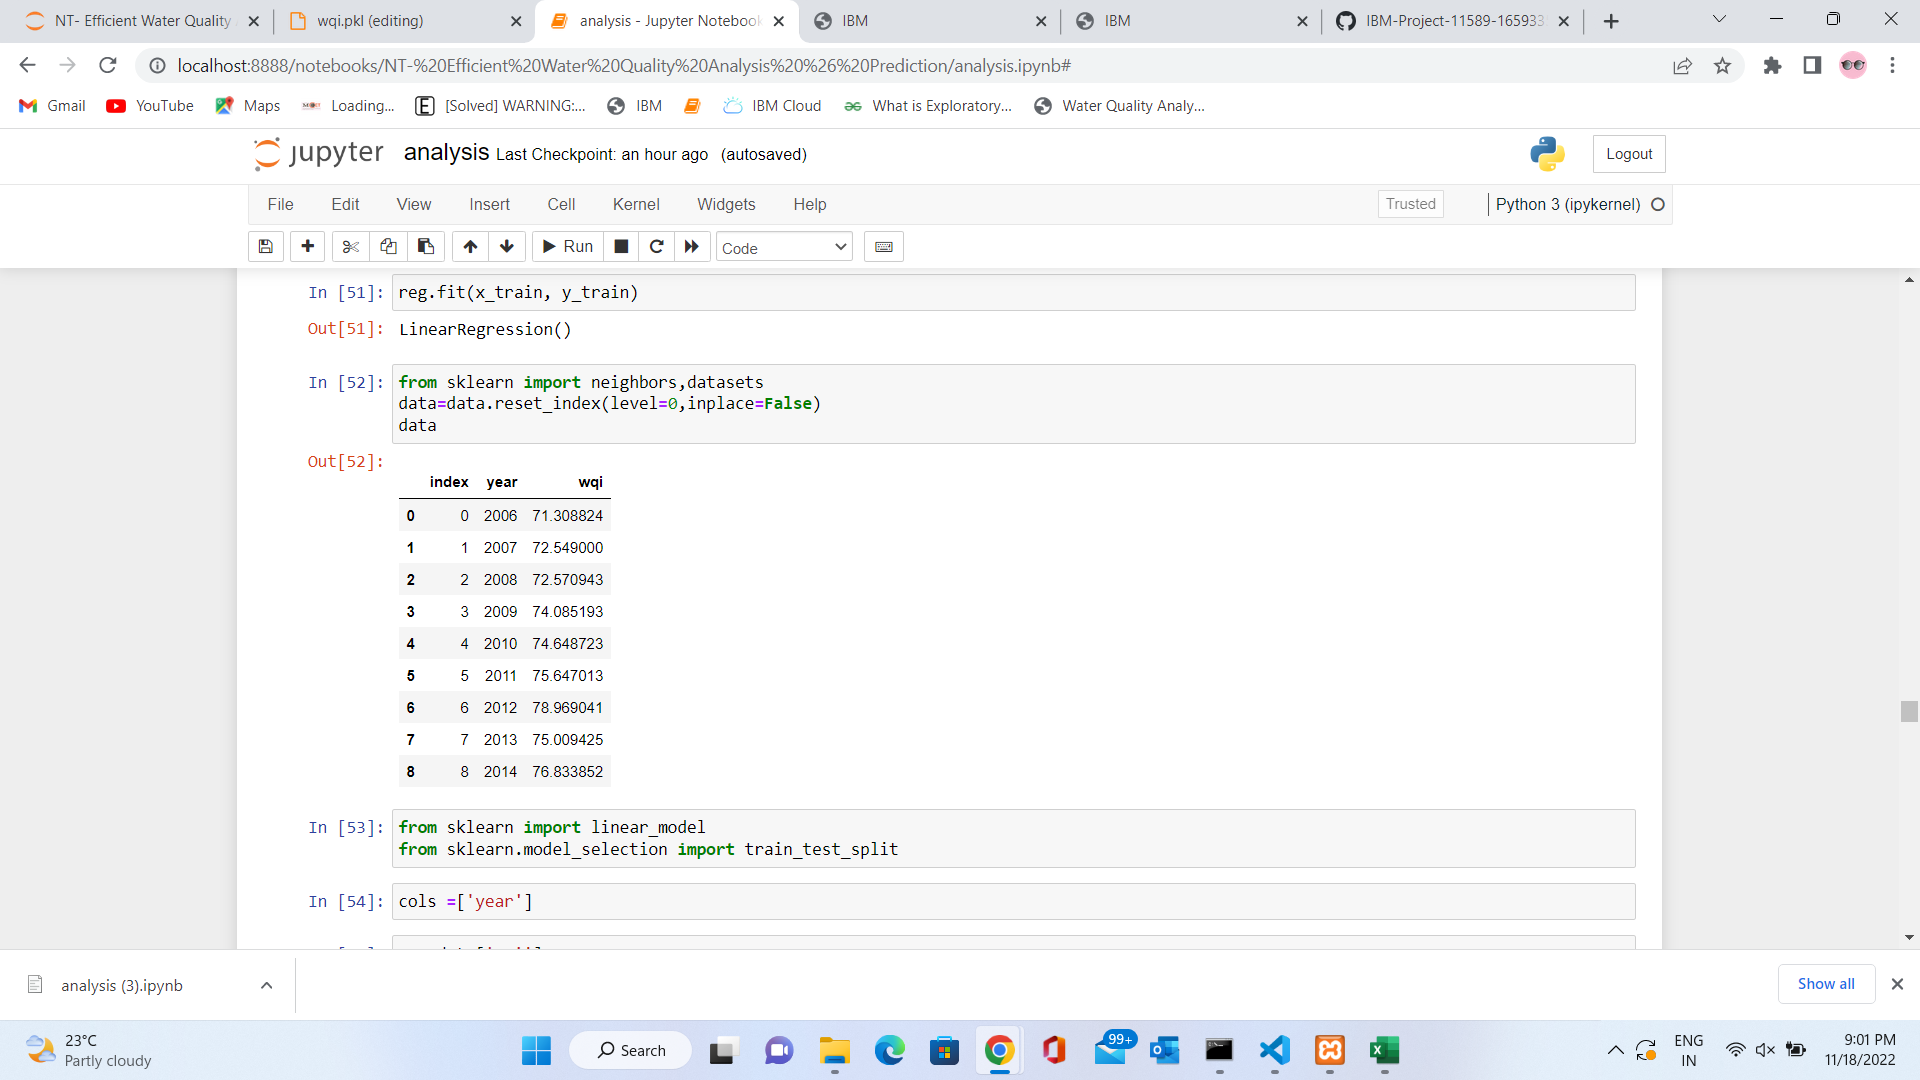 NT- Efficient Water Quality
wqi.pkl (editing)
analysis - Jupyter Notebook
IBM
IBM
IBM-Project-11589-165933
localhost:8888/notebooks/NT-%20Efficient%20Water%20Quality%20Analysis%20%26%20Prediction/analysis.ipynb#
Gmail
YouTube
Maps
Loading...
[Solved] WARNING:...
IBM
IBM Cloud
What is Exploratory...
Water Quality Analy...
jupyter analysis Last Checkpoint: an hour ago (autosaved)
Logout
File Edit View Insert Cell Kernel Widgets Help
Trusted
Python 3 (ipykernel)
Run
Code
In [51]: reg.fit(x_train, y_train)
Out[51]: LinearRegression()
In [52]: from sklearn import neighbors,datasets
data=data.reset_index(level=0,inplace=False)
data
Out[52]:
index year wqi
0 0 2006 71.308824
1 1 2007 72.549000
2 2 2008 72.570943
3 3 2009 74.085193
4 4 2010 74.648723
5 5 2011 75.647013
6 6 2012 78.969041
7 7 2013 75.009425
8 8 2014 76.833852
In [53]: from sklearn import linear_model
from sklearn.model_selection import train_test_split
In [54]: cols =['year']
analysis (3).ipynb
Show all
23°C
Partly cloudy
Search
99+
ENG
IN
9:01 PM
11/18/2022